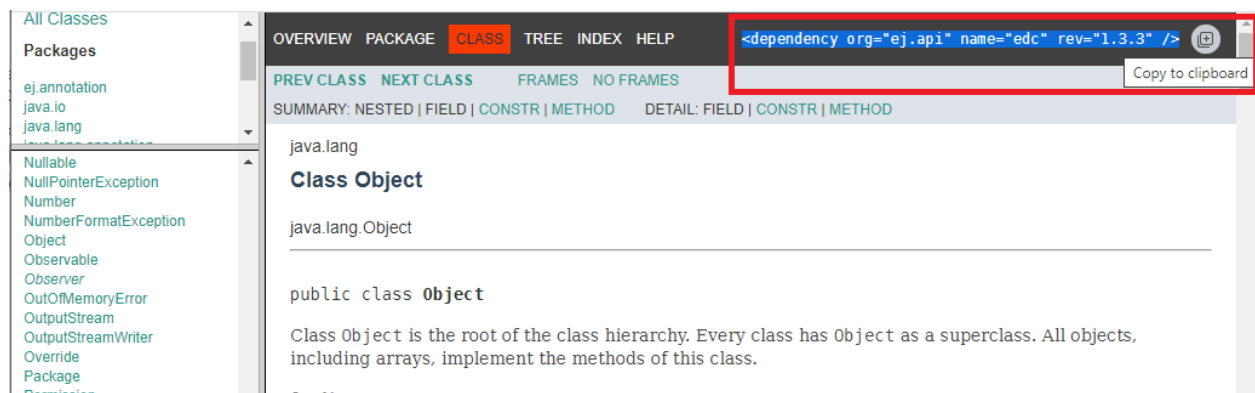 All Classes
Packages
ej.annotation
java.io
java.lang
java.lang.annotation
Nullable
NullPointerException
Number
NumberFormatException
Object
Observable
Observer
OutOfMemoryError
OutputStream
OutputStreamWriter
Override
Package
Permission
OVERVIEW PACKAGE CLASS TREE INDEX HELP
<dependency org="ej.api" name="edc" rev="1.3.3" />
Copy to clipboard
PREV CLASS NEXT CLASS FRAMES NO FRAMES
SUMMARY: NESTED | FIELD | CONSTR | METHOD DETAIL: FIELD | CONSTR | METHOD
java.lang
Class Object
java.lang.Object
public class Object
Class Object is the root of the class hierarchy. Every class has Object as a superclass. All objects,
including arrays, implement the methods of this class.